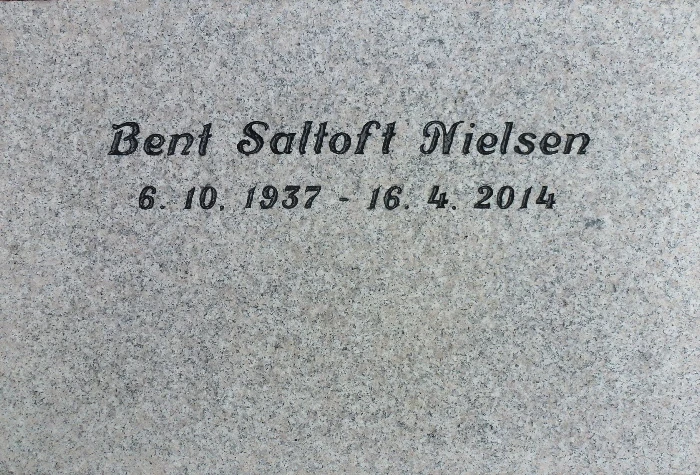 Bent Saltoft Nielsen
6. 10. 1937 - 16. 4. 2014